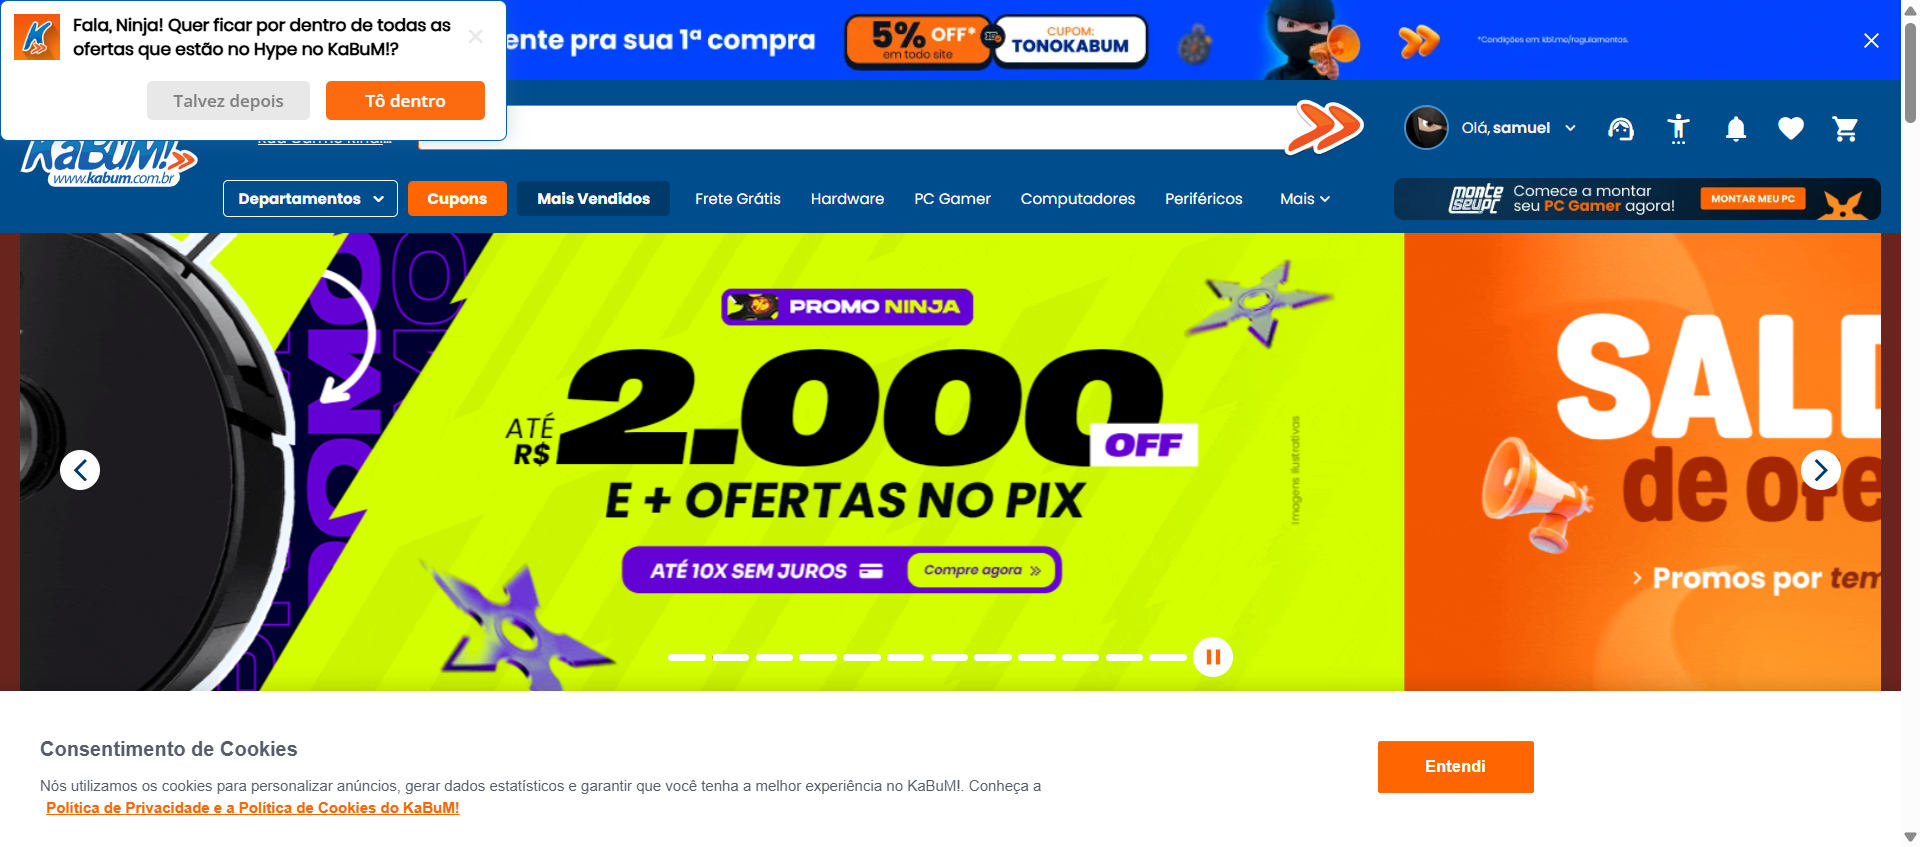 Fala, Ninja! Quer ficar por dentro de todas as
ofertas que estão no Hype no KaBuM!?
Talvez depois
Tô dentro
ente pra sua 1ª compra
5% OFF*
em todo site
CUPOM:
TONOKABUM
*Condições em: kbl.me/regulamentos.
KaBuM!
www.kabum.com.br
Olá, samuel
Departamentos
Cupons
Mais Vendidos
Frete Grátis
Hardware
PC Gamer
Computadores
Periféricos
Mais
monte seu pc
Comece a montar
seu PC Gamer agora!
MONTAR MEU PC
PROMO NINJA
ATÉ
R$
2.000
OFF
E + OFERTAS NO PIX
ATÉ 10X SEM JUROS
Compre agora
Imagens ilustrativas
SALD
de ofe
Promos por tem
Consentimento de Cookies
Nós utilizamos os cookies para personalizar anúncios, gerar dados estatísticos e garantir que você tenha a melhor experiência no KaBuM!. Conheça a
Política de Privacidade e a Política de Cookies do KaBuM!
Entendi